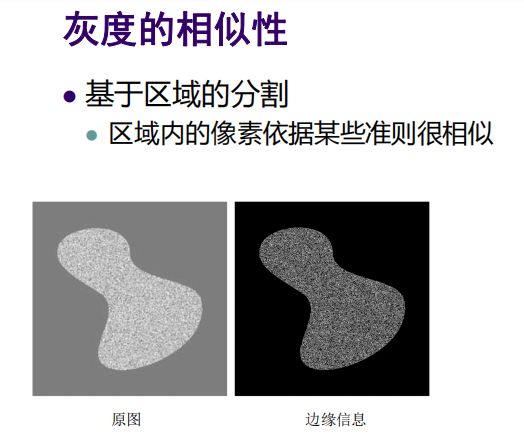 灰度的相似性
基于区域的分割
区域内的像素依据某些准则很相似
原图
边缘信息